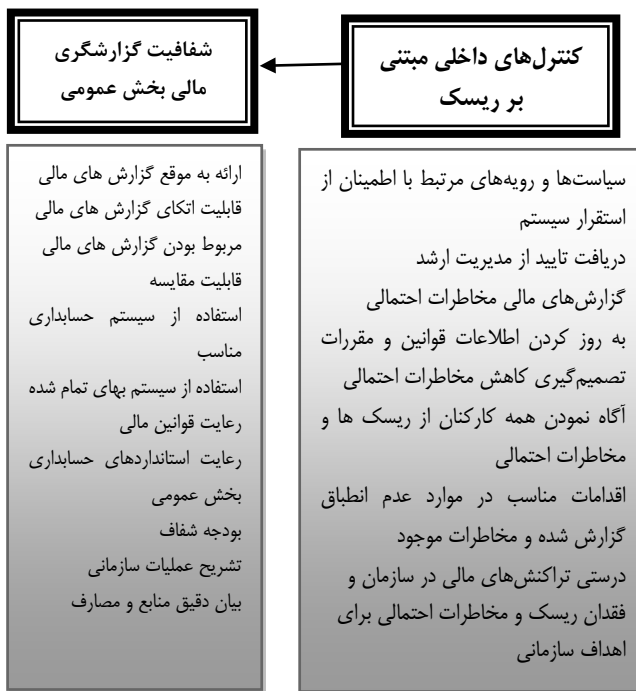 کنترل‌های داخلی مبتنی
بر ریسک
شفافیت گزارشگری
مالی بخش عمومی
سیاست‌ها و رویه‌های مرتبط با اطمینان از
استقرار سیستم
دریافت تایید از مدیریت ارشد
گزارش‌های مالی مخاطرات احتمالی
به روز کردن اطلاعات قوانین و مقررات
تصمیم‌گیری کاهش مخاطرات احتمالی
آگاه نمودن همه کارکنان از ریسک ها و
مخاطرات احتمالی
اقدامات مناسب در موارد عدم انطباق
گزارش شده و مخاطرات موجود
درستی تراکنش‌های مالی در سازمان و
فقدان ریسک و مخاطرات احتمالی برای
اهداف سازمانی
ارائه به موقع گزارش های مالی
قابلیت اتکای گزارش های مالی
مربوط بودن گزارش های مالی
قابلیت مقایسه
استفاده از سیستم حسابداری
مناسب
استفاده از سیستم بهای تمام شده
رعایت قوانین مالی
رعایت استانداردهای حسابداری
بخش عمومی
بودجه شفاف
تشریح عملیات سازمانی
بیان دقیق منابع و مصارف